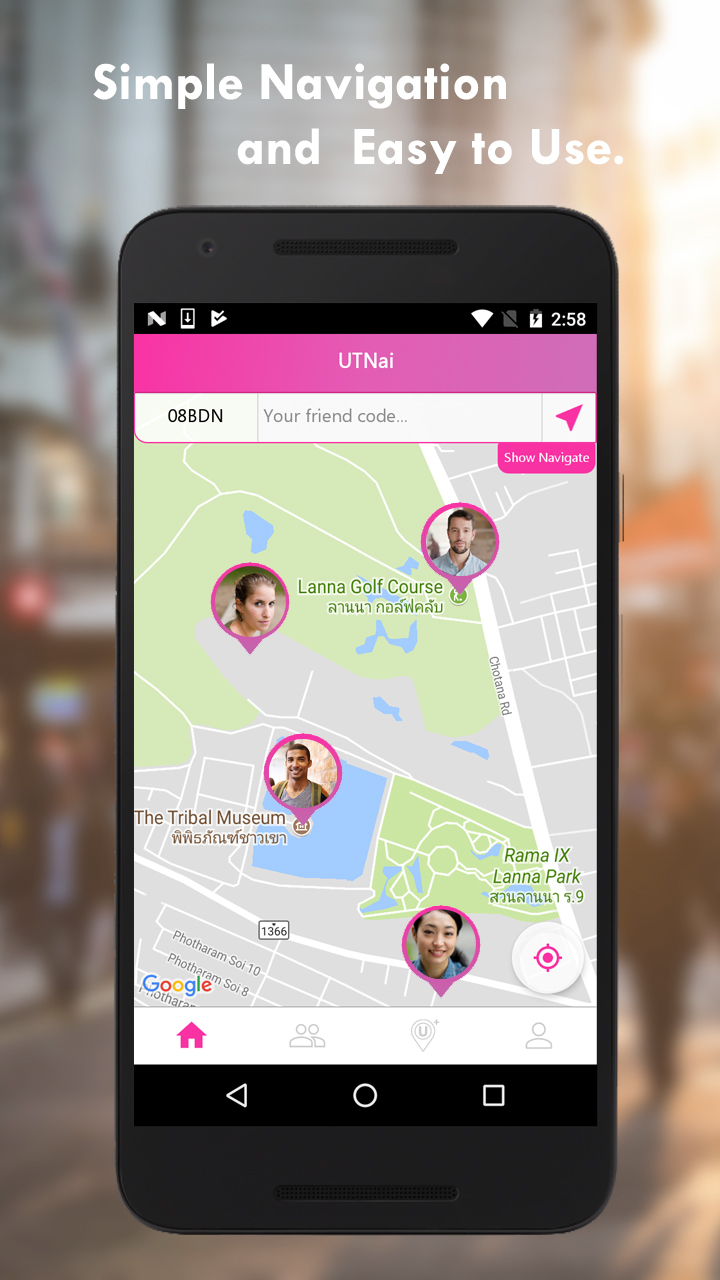 Simple Navigation
and Easy to Use.
2:58
UTNai
08BDN
Your friend code...
Show Navigate
Lanna Golf Course
ลานนา กอล์ฟคลับ
Chotana Rd
The Tribal Museum
พิพิธภัณฑ์ชาวเขา
Rama IX
Lanna Park
สวนลานนา ร.9
1366
Photharam Soi 10
Photharam Soi 8
Google
U+